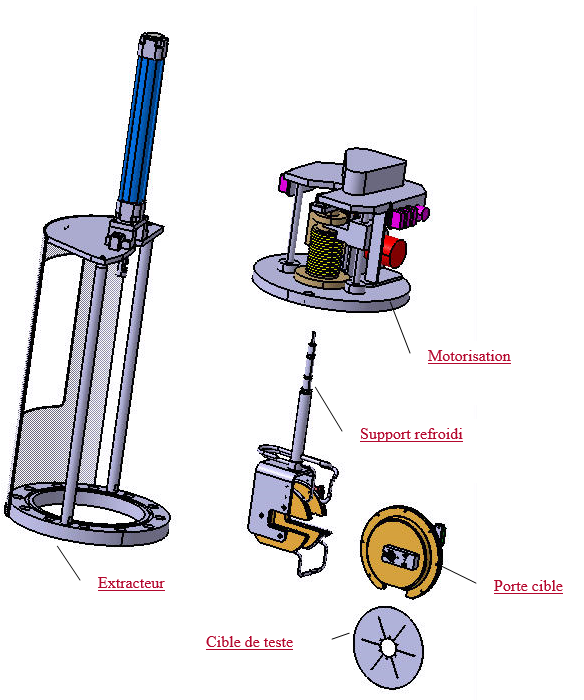 Motorisation
Support refroidi
Extracteur
Porte cible
Cible de teste